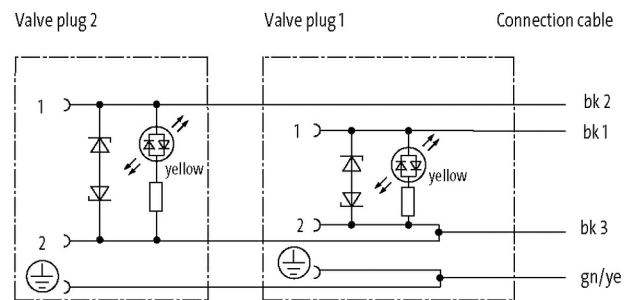 Valve plug 2
Valve plug 1
Connection cable
1
bk 2
1
bk 1
yellow
yellow
2
2
bk 3
gn/ye